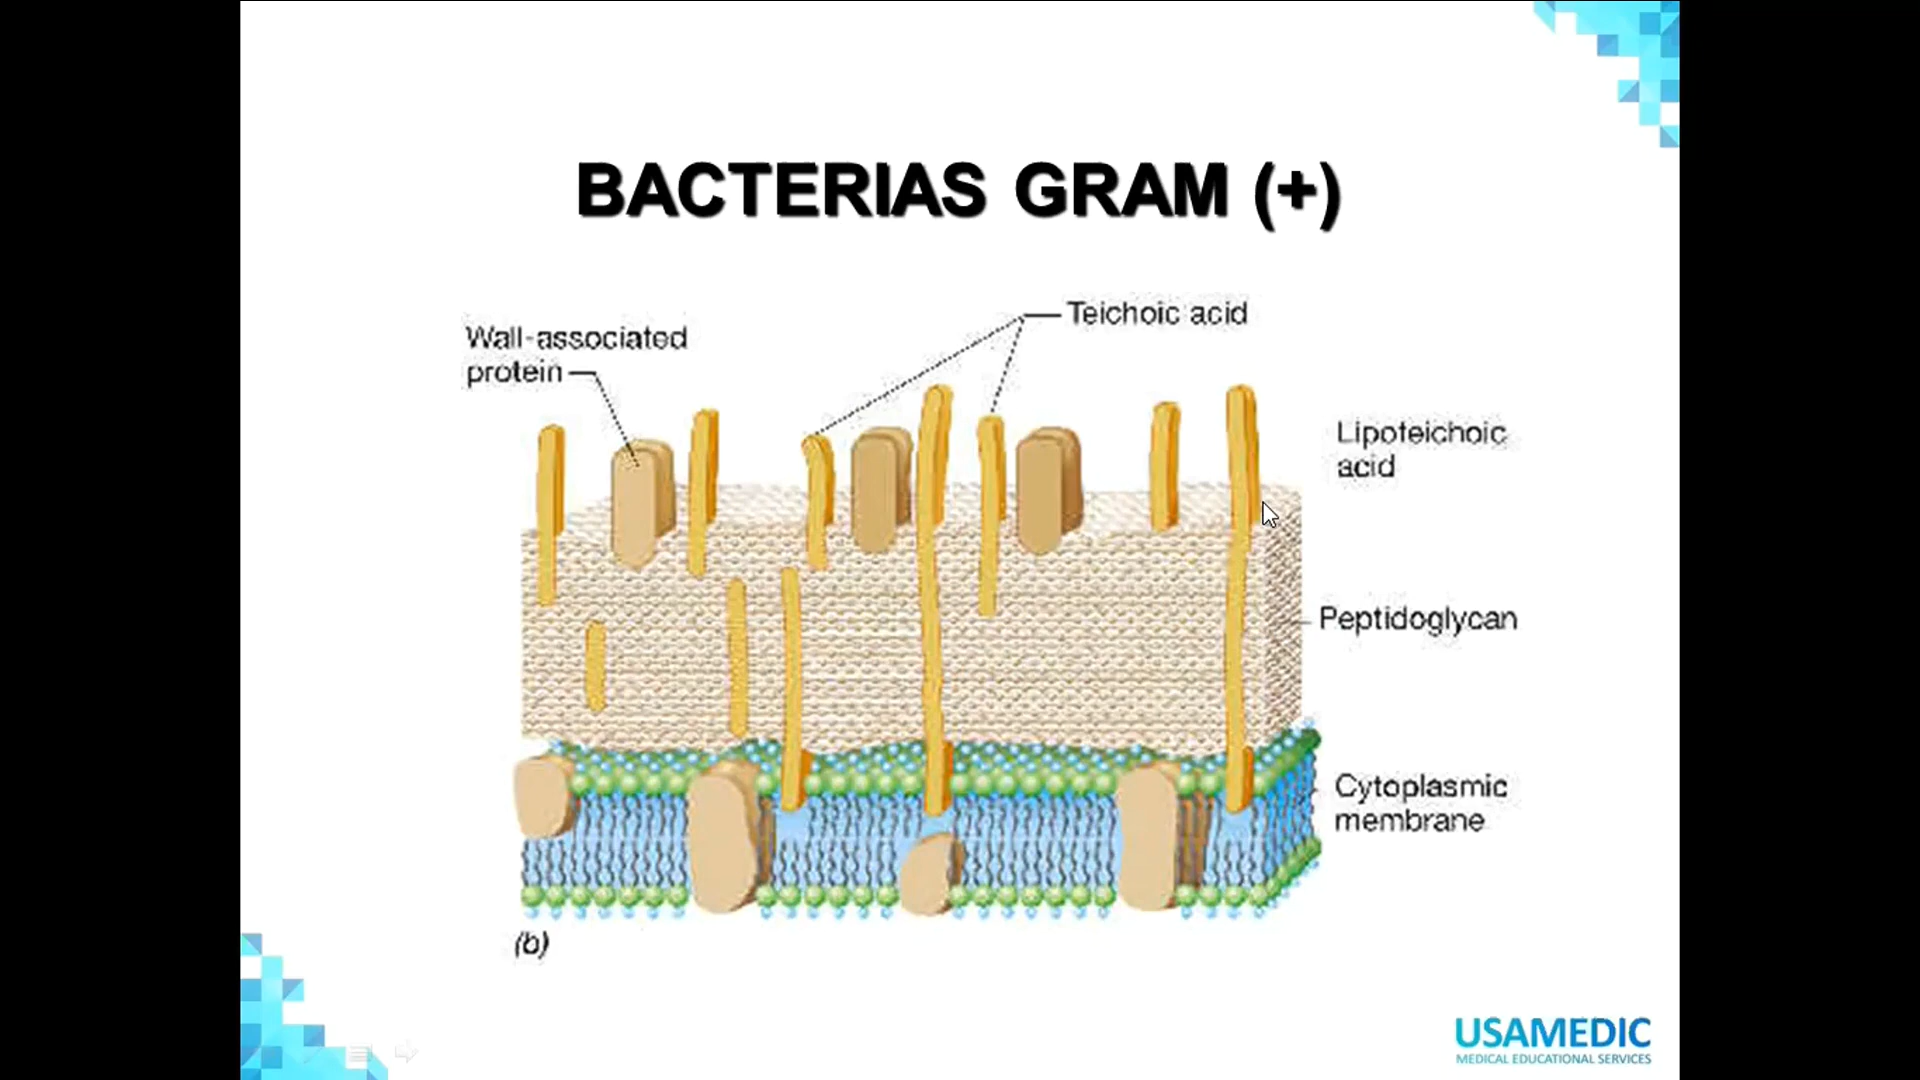 BACTERIAS GRAM (+)
Teichoic acid
Wall-associated
protein
Lipoteichoic
acid
Peptidoglycan
Cytoplasmic
membrane
(b)
USAMEDIC
MEDICAL EDUCATIONAL SERVICES